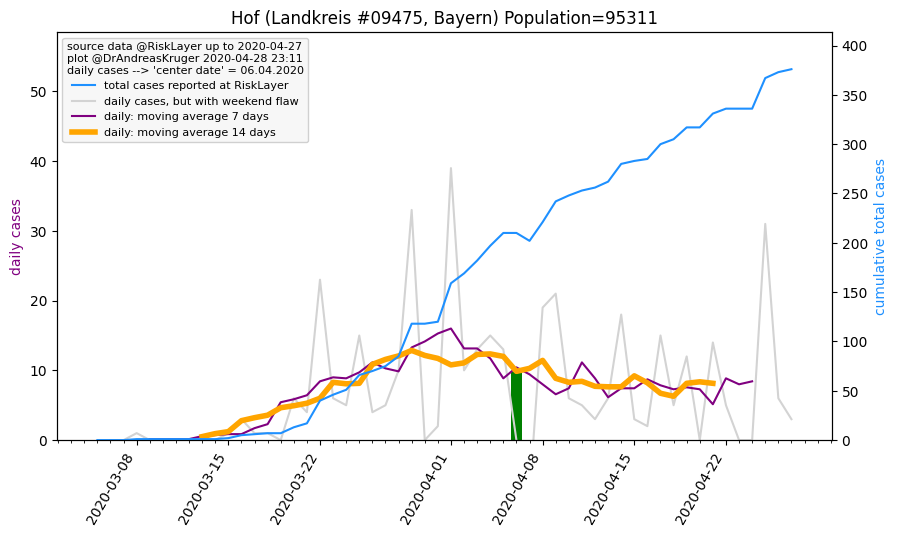 Hof (Landkreis #09475, Bayern) Population=95311
source data @RiskLayer up to 2020-04-27
plot @DrAndreasKruger 2020-04-28 23:11
daily cases --> 'center date' = 06.04.2020
total cases reported at RiskLayer
daily cases, but with weekend flaw
daily: moving average 7 days
daily: moving average 14 days
daily cases
50
40
30
20
10
0
cumulative total cases
400
350
300
250
200
150
100
50
0
2020-03-08
2020-03-15
2020-03-22
2020-04-01
2020-04-08
2020-04-15
2020-04-22